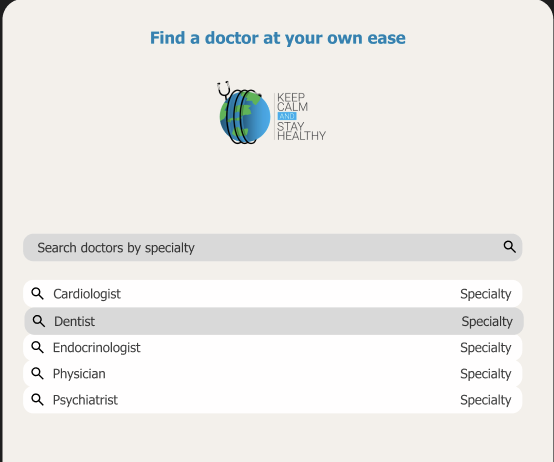 Find a doctor at your own ease
KEEP
CALM
AND
STAY
HEALTHY
Search doctors by specialty
Cardiologist Specialty
Dentist Specialty
Endocrinologist Specialty
Physician Specialty
Psychiatrist Specialty